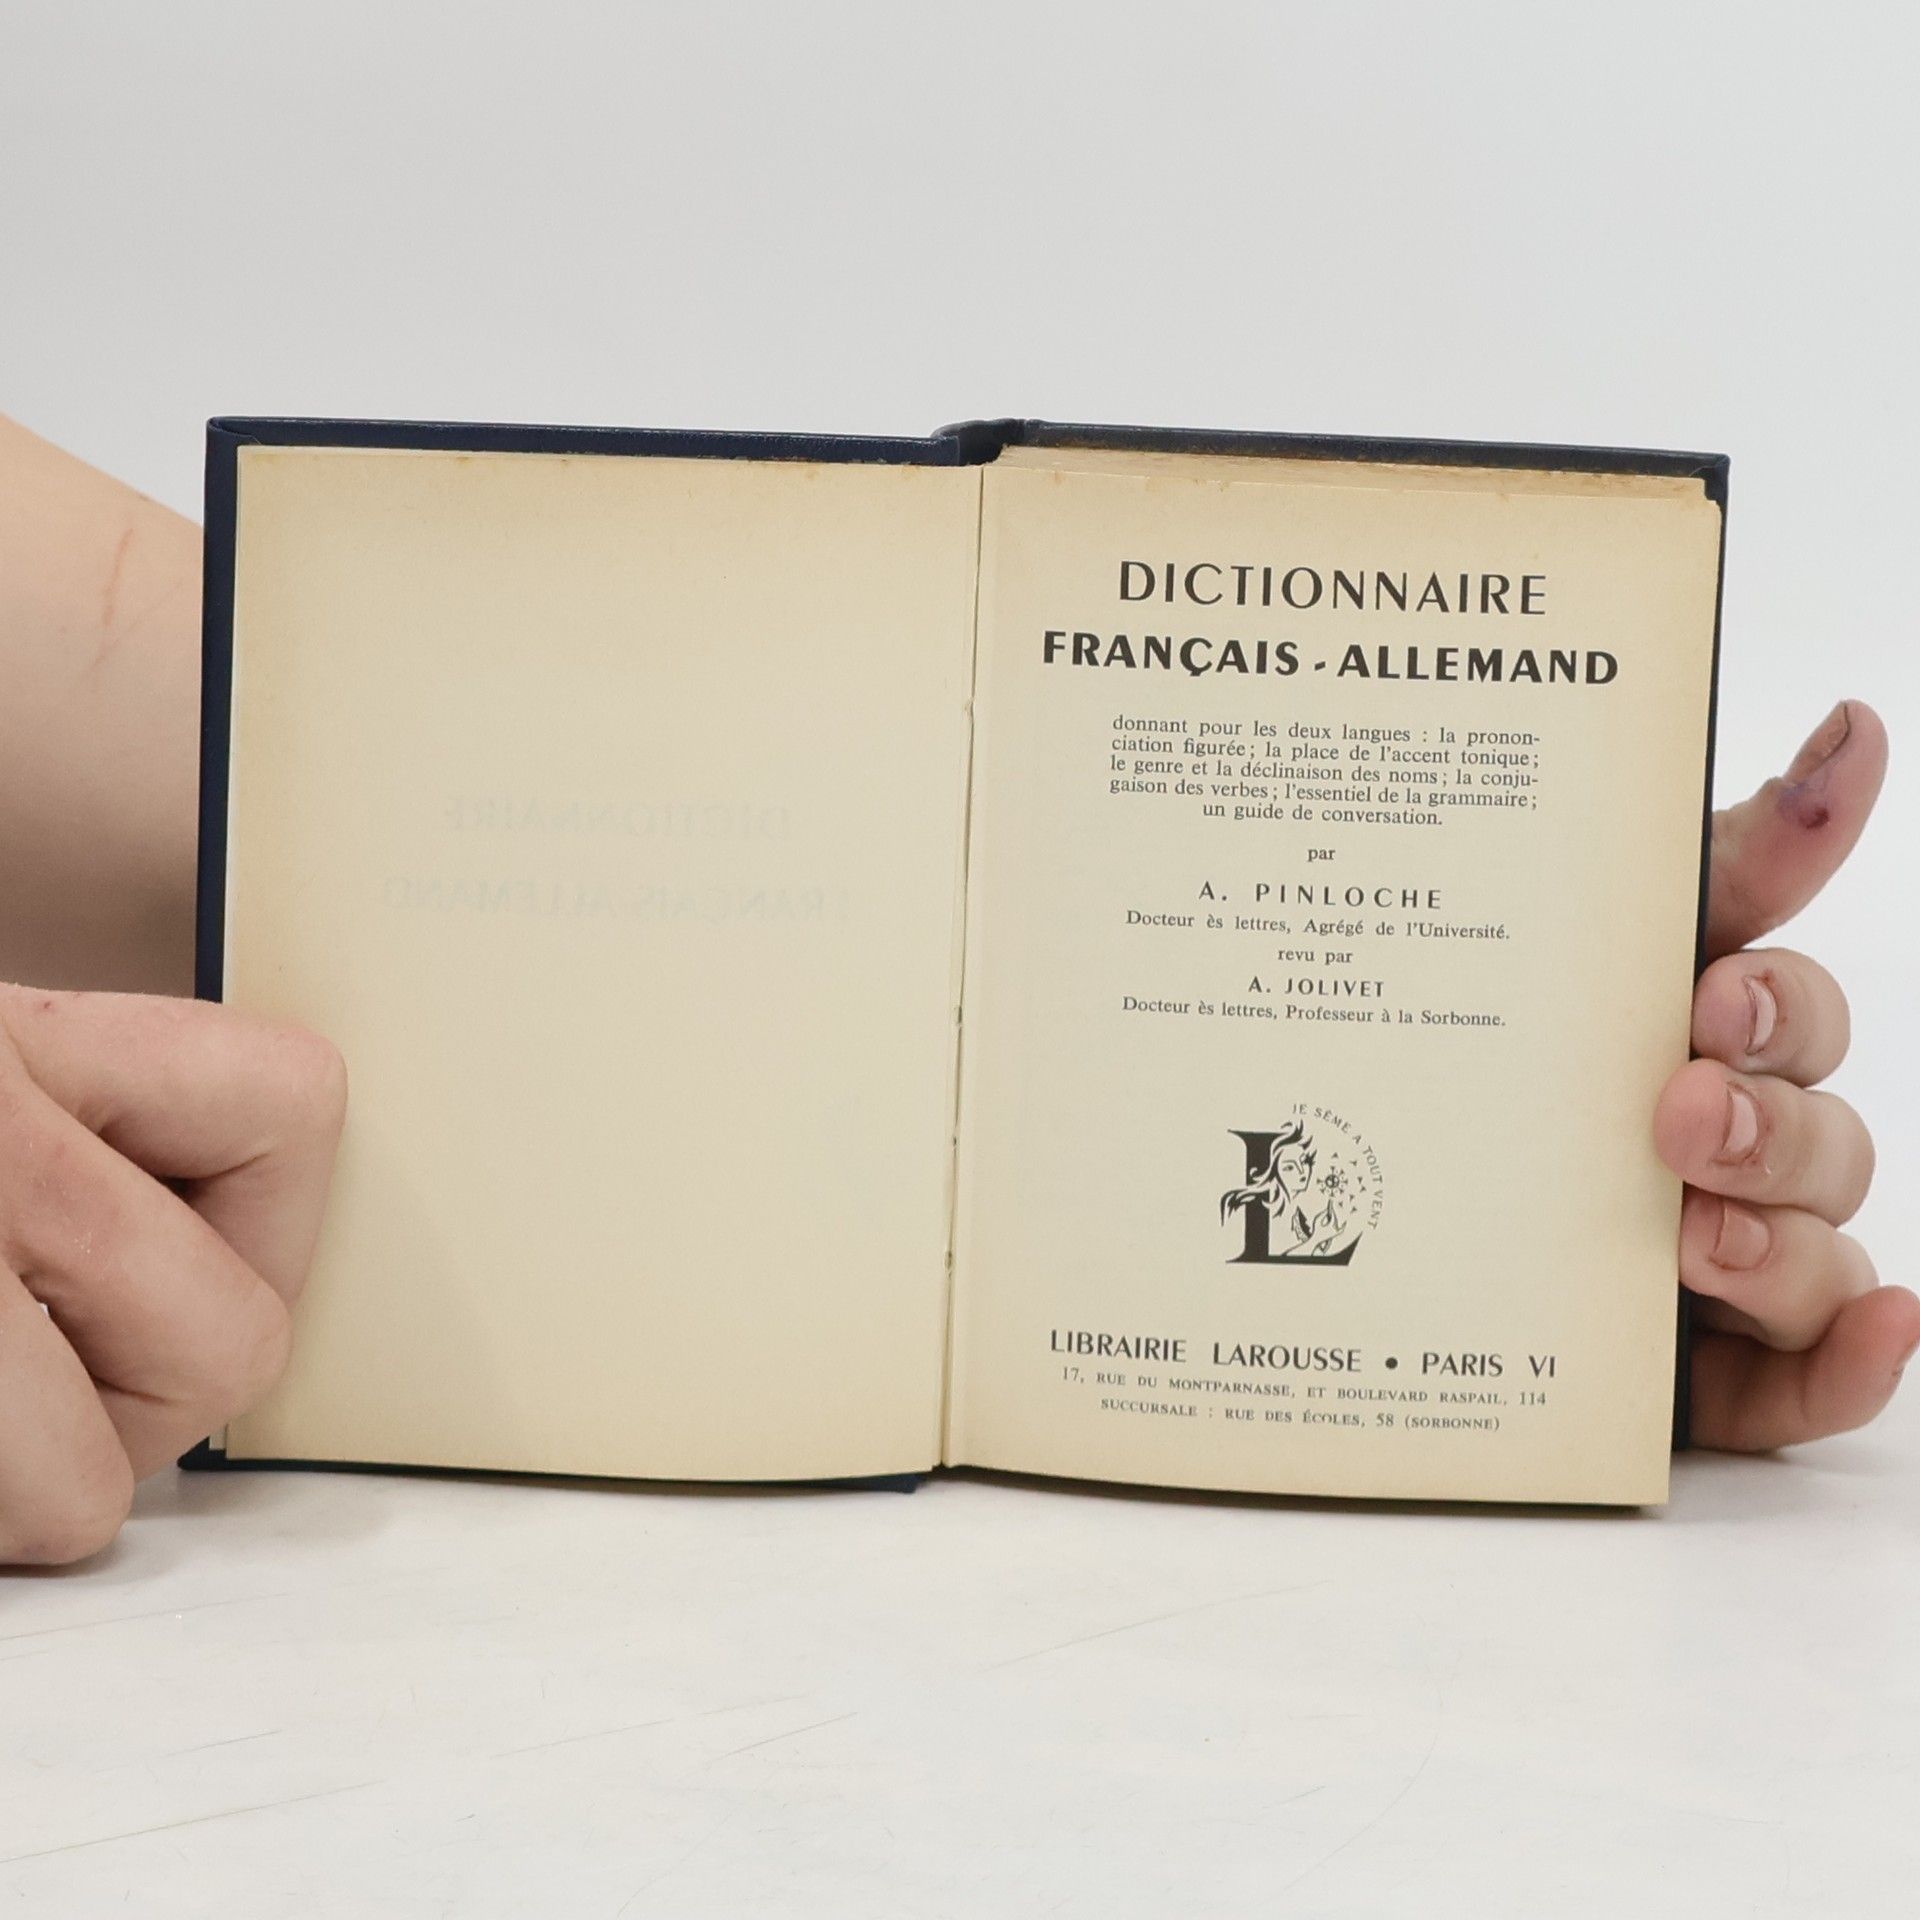 DICTIONNAIRE
FRANÇAIS-ALLEMAND
DICTIONNAIRE
FRANÇAIS - ALLEMAND
donnant pour les deux langues : la pronon-
ciation figurée ; la place de l'accent tonique ;
le genre et la déclinaison des noms ; la conju-
gaison des verbes ; l'essentiel de la grammaire ;
un guide de conversation.
par
A. PINLOCHE
Docteur ès lettres, Agrégé de l'Université.
revu par
A. JOLIVET
Docteur ès lettres, Professeur à la Sorbonne.
JE SÈME A TOUT VENT
L
LIBRAIRIE LAROUSSE • PARIS VI
17, RUE DU MONTPARNASSE, ET BOULEVARD RASPAIL, 114
SUCCURSALE : RUE DES ÉCOLES, 58 (SORBONNE)